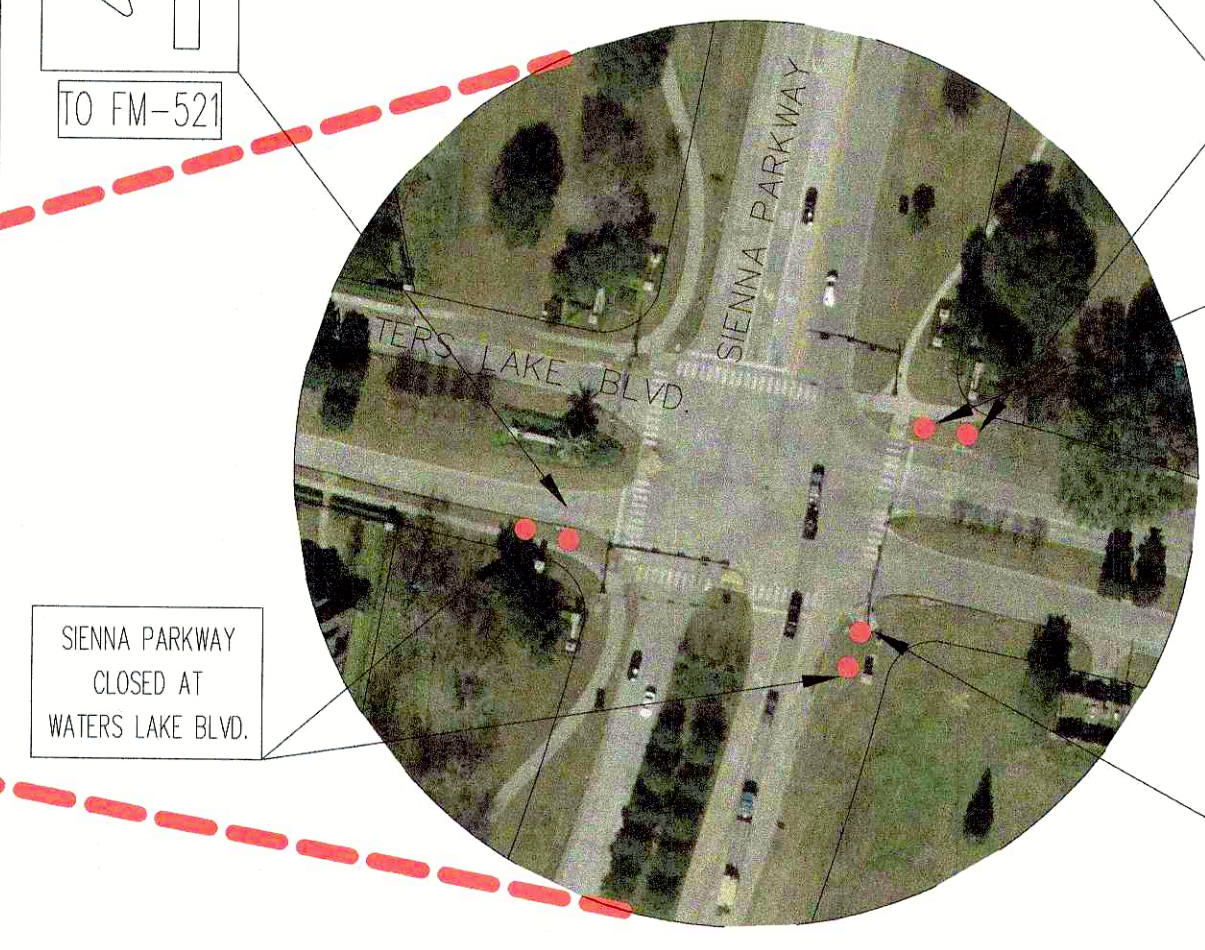 TO FM-521
SIENNA PARKWAY
TERS LAKE BLVD.
SIENNA PARKWAY
CLOSED AT
WATERS LAKE BLVD.